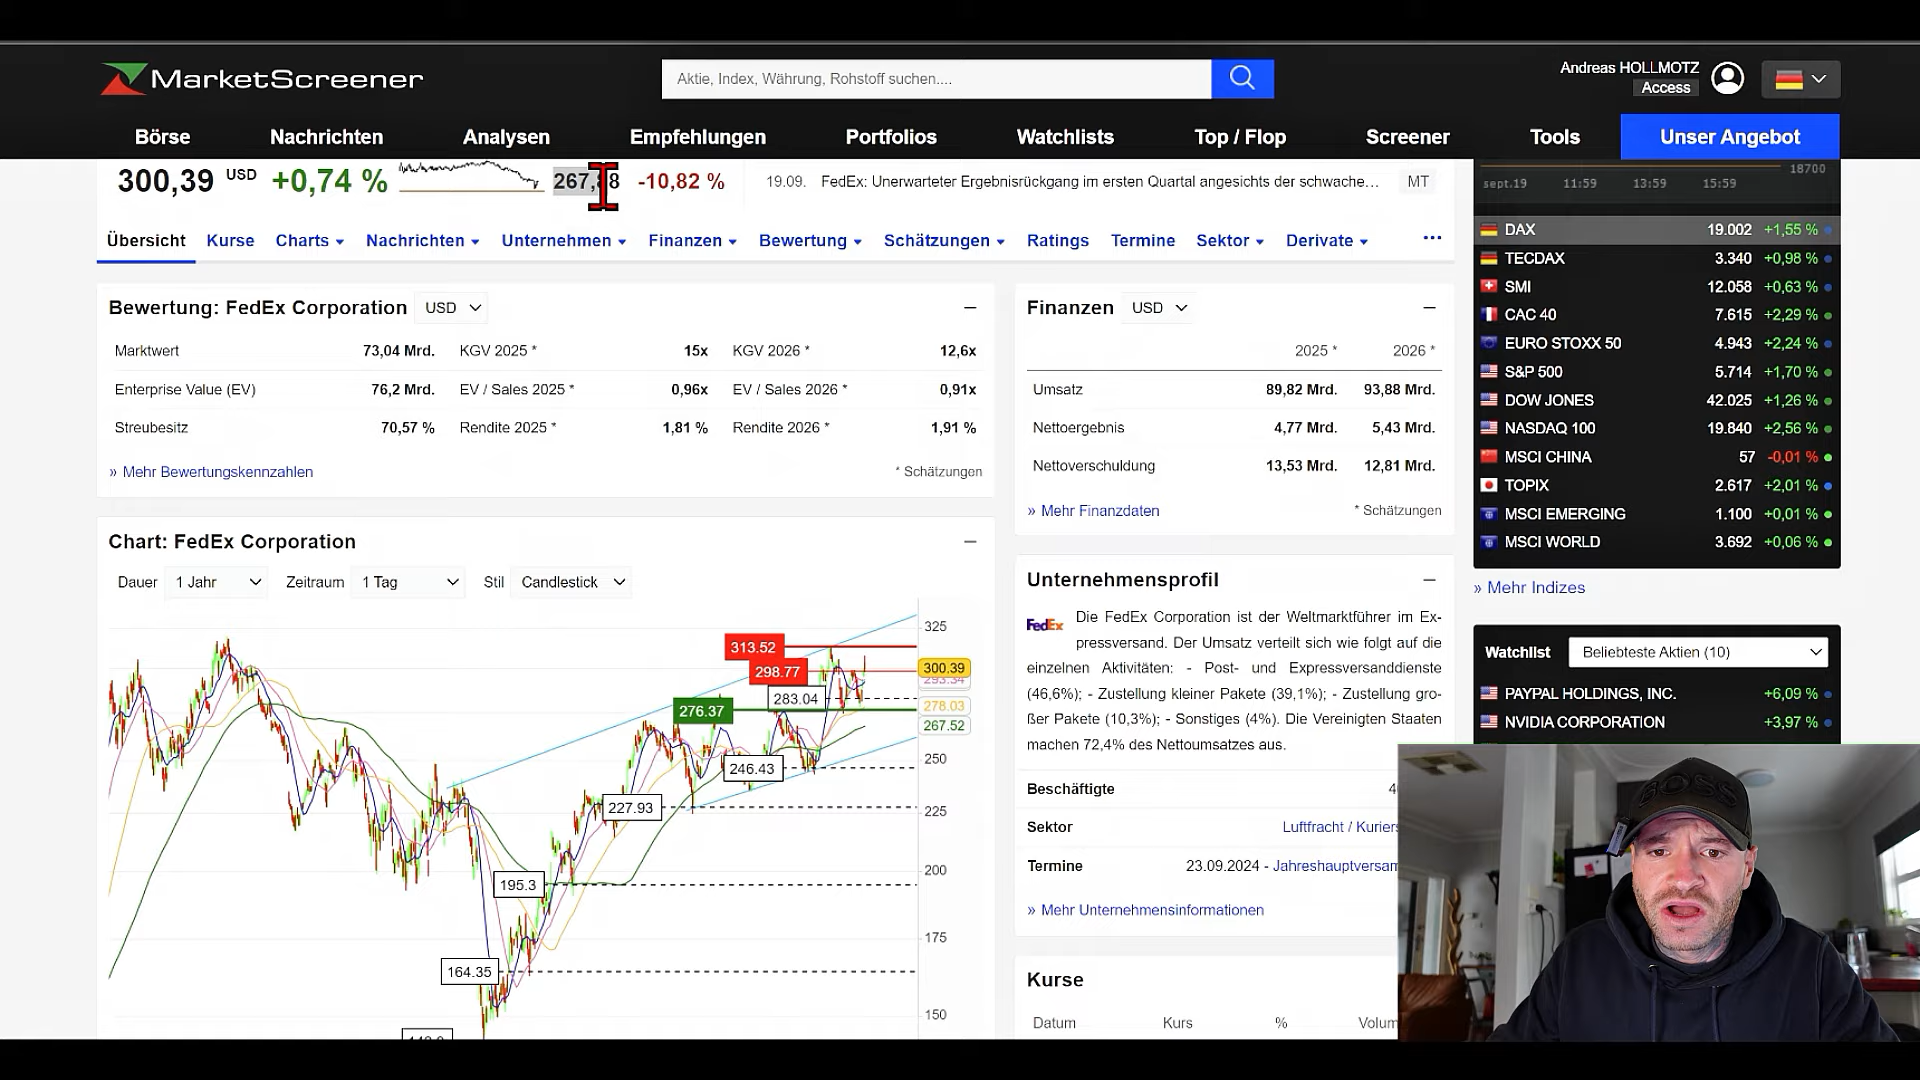 MarketScreener
Aktie, Index, Währung, Rohstoff suchen....
Andreas HOLLMOTZ
Access
Börse Nachrichten Analysen Empfehlungen Portfolios Watchlists Top / Flop Screener Tools Unser Angebot
300,39 USD +0,74 % -10,82 % 19.09. FedEx: Unerwarteter Ergebnisrückgang im ersten Quartal angesichts der schwache... MT
Übersicht Kurse Charts Nachrichten Unternehmen Finanzen Bewertung Schätzungen Ratings Termine Sektor Derivate ...
Bewertung: FedEx Corporation USD
Marktwert 73,04 Mrd. KGV 2025 * 15x KGV 2026 * 12,6x
Enterprise Value (EV) 76,2 Mrd. EV / Sales 2025 * 0,96x EV / Sales 2026 * 0,91x
Streubesitz 70,57 % Rendite 2025 * 1,81 % Rendite 2026 * 1,91 %
» Mehr Bewertungskennzahlen * Schätzungen
Finanzen USD
2025 * 2026 *
Umsatz 89,82 Mrd. 93,88 Mrd.
Nettoergebnis 4,77 Mrd. 5,43 Mrd.
Nettoverschuldung 13,53 Mrd. 12,81 Mrd.
» Mehr Finanzdaten * Schätzungen
Chart: FedEx Corporation
Dauer 1 Jahr Zeitraum 1 Tag Stil Candlestick
325
313.52
300.39
298.77
293.34
283.04
278.03
276.37
267.52
250
246.43
227.93
225
200
195.3
175
164.35
150
Unternehmensprofil
FedEx
Die FedEx Corporation ist der Weltmarktführer im Ex-
pressversand. Der Umsatz verteilt sich wie folgt auf die
einzelnen Aktivitäten: - Post- und Expressversanddienste
(46,6%); - Zustellung kleiner Pakete (39,1%); - Zustellung gro-
ßer Pakete (10,3%); - Sonstiges (4%). Die Vereinigten Staaten
machen 72,4% des Nettoumsatzes aus.
Beschäftigte
Sektor Luftfracht / Kuriers
Termine 23.09.2024 - Jahreshauptversam
» Mehr Unternehmensinformationen
Kurse
Datum Kurs % Volum
18700
sept.19 11:59 13:59 15:59
DAX 19.002 +1,55 %
TECDAX 3.340 +0,98 %
SMI 12.058 +0,63 %
CAC 40 7.615 +2,29 %
EURO STOXX 50 4.943 +2,24 %
S&P 500 5.714 +1,70 %
DOW JONES 42.025 +1,26 %
NASDAQ 100 19.840 +2,56 %
MSCI CHINA 57 -0,01 %
TOPIX 2.617 +2,01 %
MSCI EMERGING 1.100 +0,01 %
MSCI WORLD 3.692 +0,06 %
» Mehr Indizes
Watchlist Beliebteste Aktien (10)
PAYPAL HOLDINGS, INC. +6,09 %
NVIDIA CORPORATION +3,97 %
BOSS